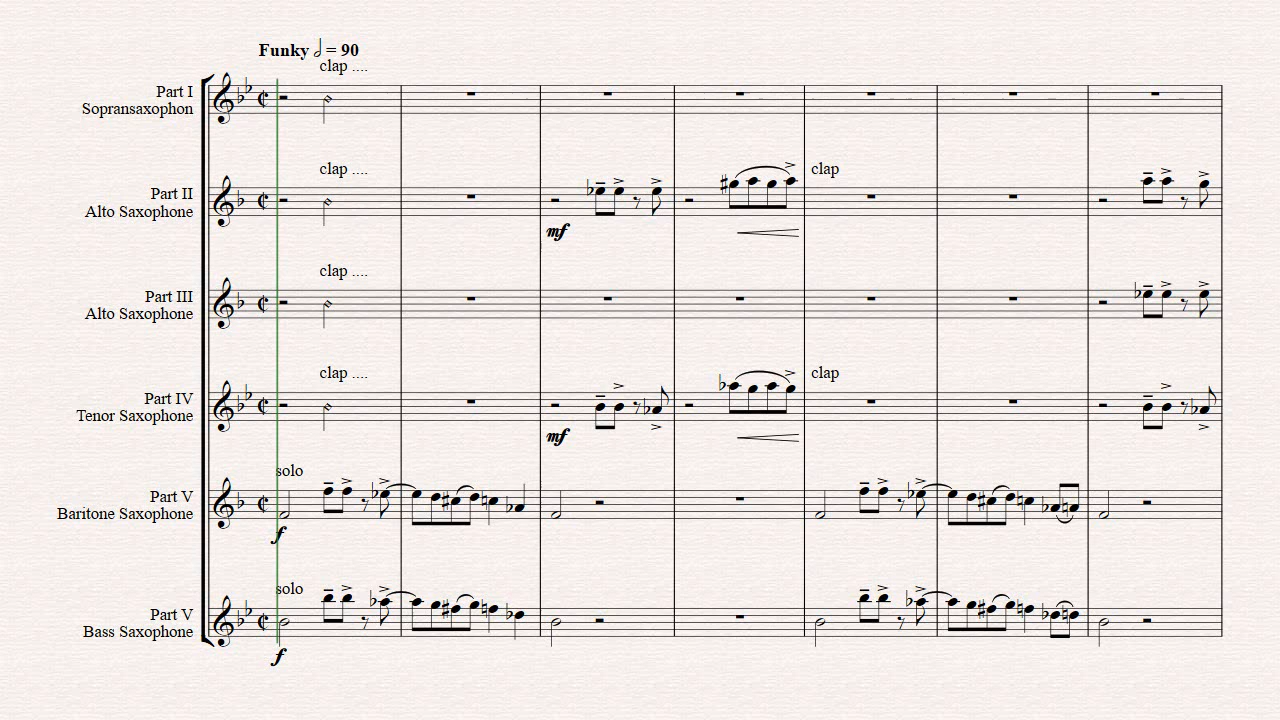 Funky 𝅗𝅥 = 90
clap ....
Part I
Sopransaxophon
clap ....
clap
Part II
Alto Saxophone
mf
clap ....
Part III
Alto Saxophone
clap ....
clap
Part IV
Tenor Saxophone
mf
solo
Part V
Baritone Saxophone
f
solo
Part V
Bass Saxophone
f